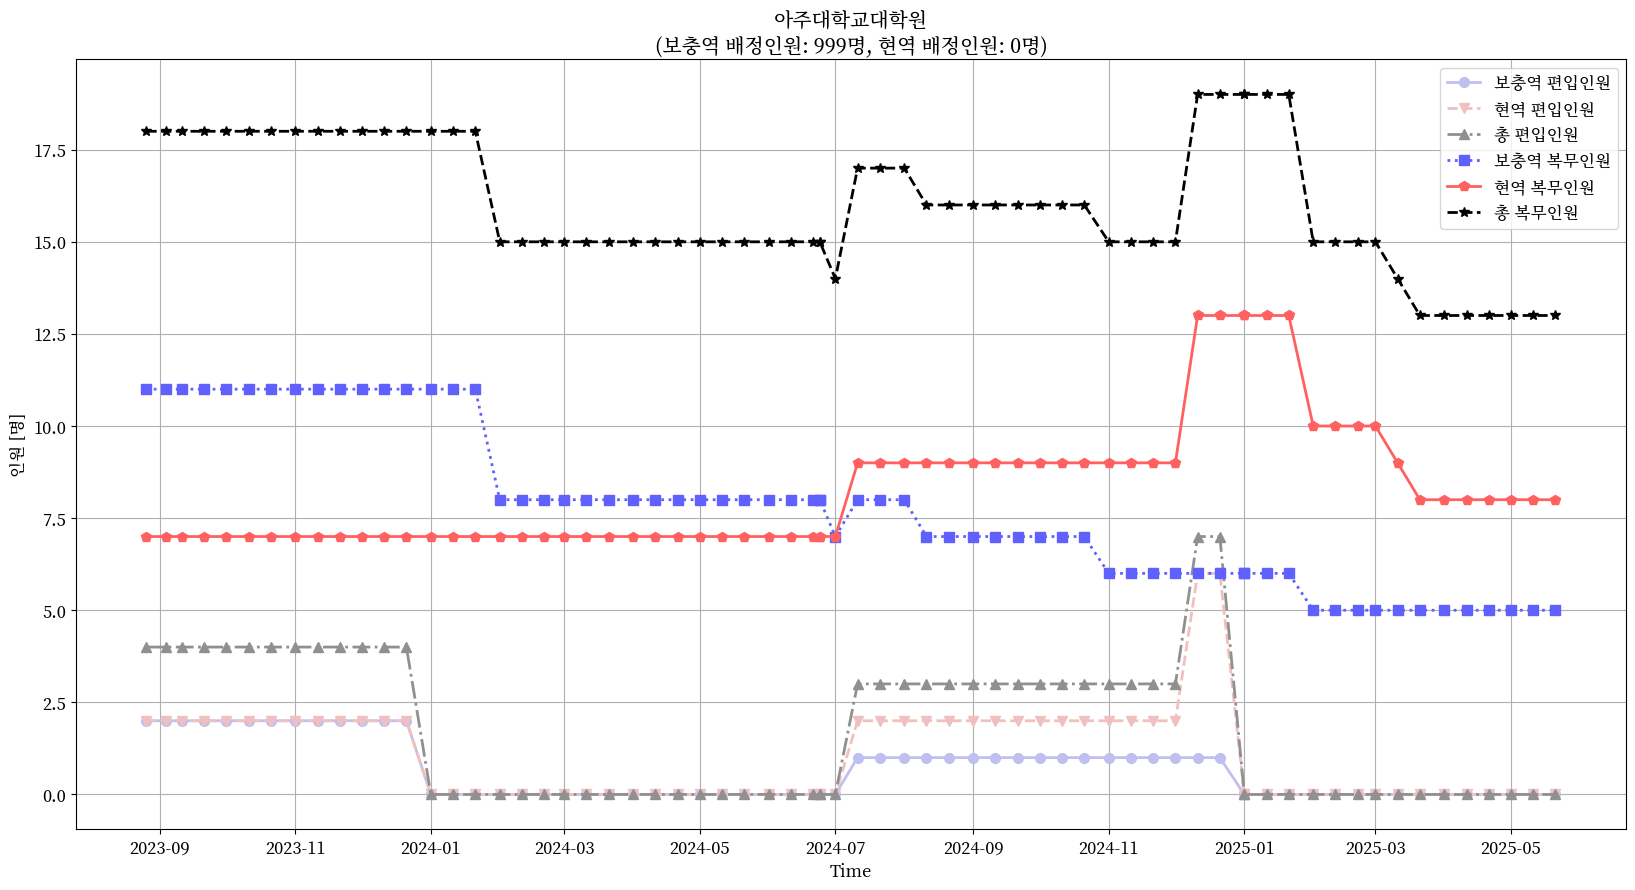 아주대학교대학원
(보충역 배정인원: 999명, 현역 배정인원: 0명)
보충역 편입인원
현역 편입인원
총 편입인원
보충역 복무인원
현역 복무인원
총 복무인원
인원 [명]
17.5
15.0
12.5
10.0
7.5
5.0
2.5
0.0
2023-09 2023-11 2024-01 2024-03 2024-05 2024-07 2024-09 2024-11 2025-01 2025-03 2025-05
Time